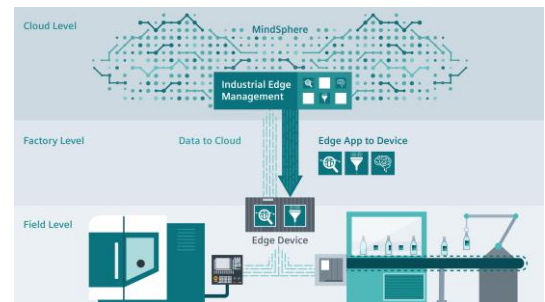 Cloud Level
MindSphere
Industrial Edge
Management
Factory Level
Data to Cloud
Edge App to Device
Field Level
Edge Device